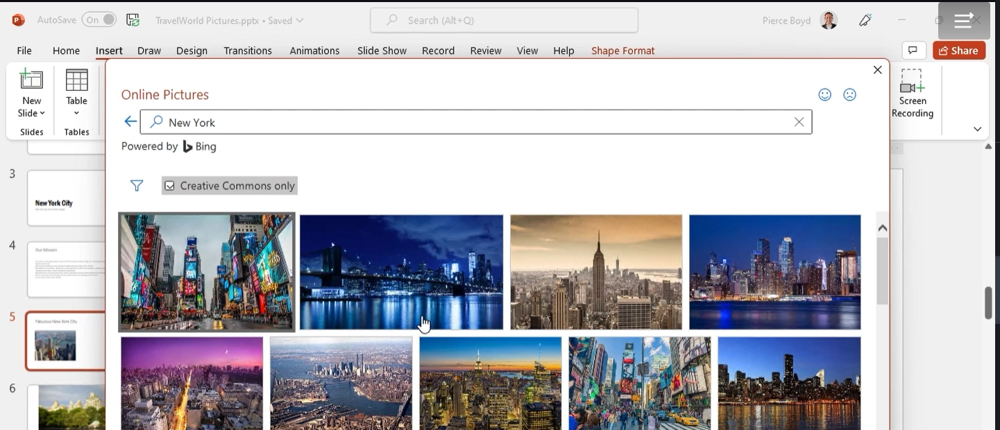 AutoSave On TravelWorld Pictures.pptx • Saved Search (Alt+Q) Pierce Boyd
File Home Insert Draw Design Transitions Animations Slide Show Record Review View Help Shape Format Share
New Slide
Slides
Table
Tables
Screen Recording
Online Pictures
New York
Powered by Bing
Creative Commons only
3
New York City
4
Our Mission
5
Fabulous New York City
6